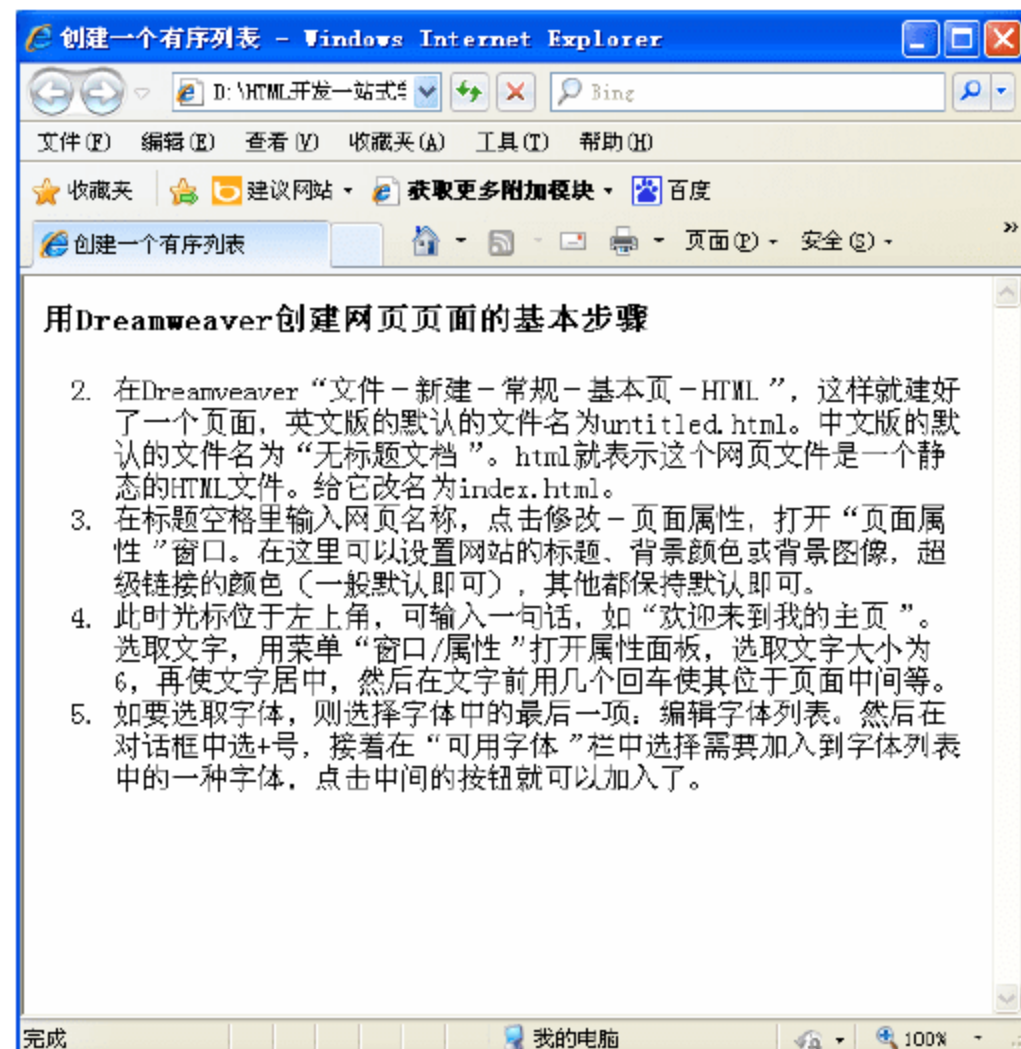 创建一个有序列表 - Windows Internet Explorer
D:\HTML开发一站式学 Bing
文件(F) 编辑(E) 查看(V) 收藏夹(A) 工具(T) 帮助(H)
收藏夹 建议网站 获取更多附加模块 百度
创建一个有序列表 页面(P) 安全(S) »
用Dreamweaver创建网页页面的基本步骤
2. 在Dreamweaver“文件－新建－常规－基本页－HTML”，这样就建好
了一个页面，英文版的默认的文件名为untitled.html。中文版的默
认的文件名为“无标题文档”。html就表示这个网页文件是一个静
态的HTML文件。给它改名为index.html。
3. 在标题空格里输入网页名称，点击修改－页面属性，打开“页面属
性”窗口。在这里可以设置网站的标题、背景颜色或背景图像，超
级链接的颜色（一般默认即可），其他都保持默认即可。
4. 此时光标位于左上角，可输入一句话，如“欢迎来到我的主页”。
选取文字，用菜单“窗口/属性”打开属性面板，选取文字大小为
6，再使文字居中，然后在文字前用几个回车使其位于页面中间等。
5. 如要选取字体，则选择字体中的最后一项：编辑字体列表。然后在
对话框中选+号，接着在“可用字体”栏中选择需要加入到字体列表
中的一种字体，点击中间的按钮就可以加入了。
完成 我的电脑 100%